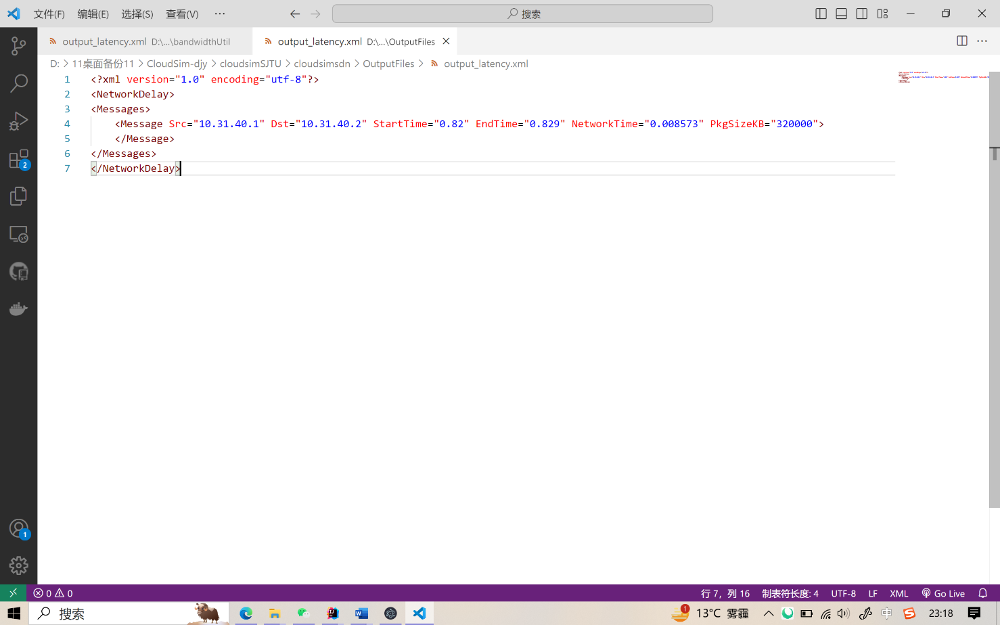 文件(F) 编辑(E) 选择(S) 查看(V) ··· 搜索
output_latency.xml D:\...\bandwidthUtil output_latency.xml D:\...\OutputFiles
D: > 11桌面备份11 > CloudSim-djy > cloudsimSJTU > cloudsimsdn > OutputFiles > output_latency.xml
1 <?xml version="1.0" encoding="utf-8"?>
2 <NetworkDelay>
3 <Messages>
4 <Message Src="10.31.40.1" Dst="10.31.40.2" StartTime="0.82" EndTime="0.829" NetworkTime="0.008573" PkgSizeKB="320000">
5 </Message>
6 </Messages>
7 </NetworkDelay>
2
1
0 0 行 7，列 16 制表符长度: 4 UTF-8 LF XML Go Live
搜索 1 13°C 雾霾 中 23:18